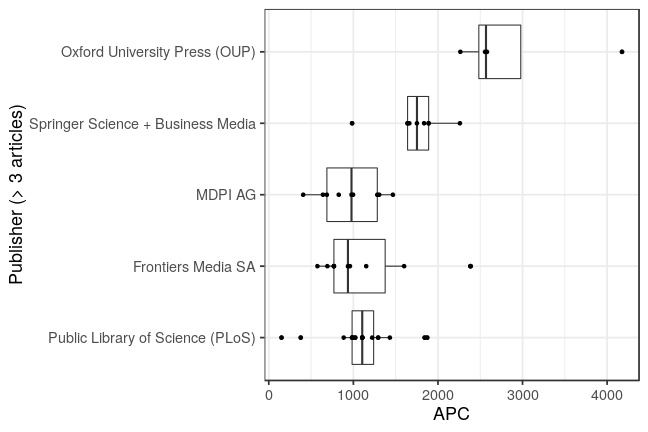 Publisher (> 3 articles)
Oxford University Press (OUP)
Springer Science + Business Media
MDPI AG
Frontiers Media SA
Public Library of Science (PLoS)
0 1000 2000 3000 4000
APC